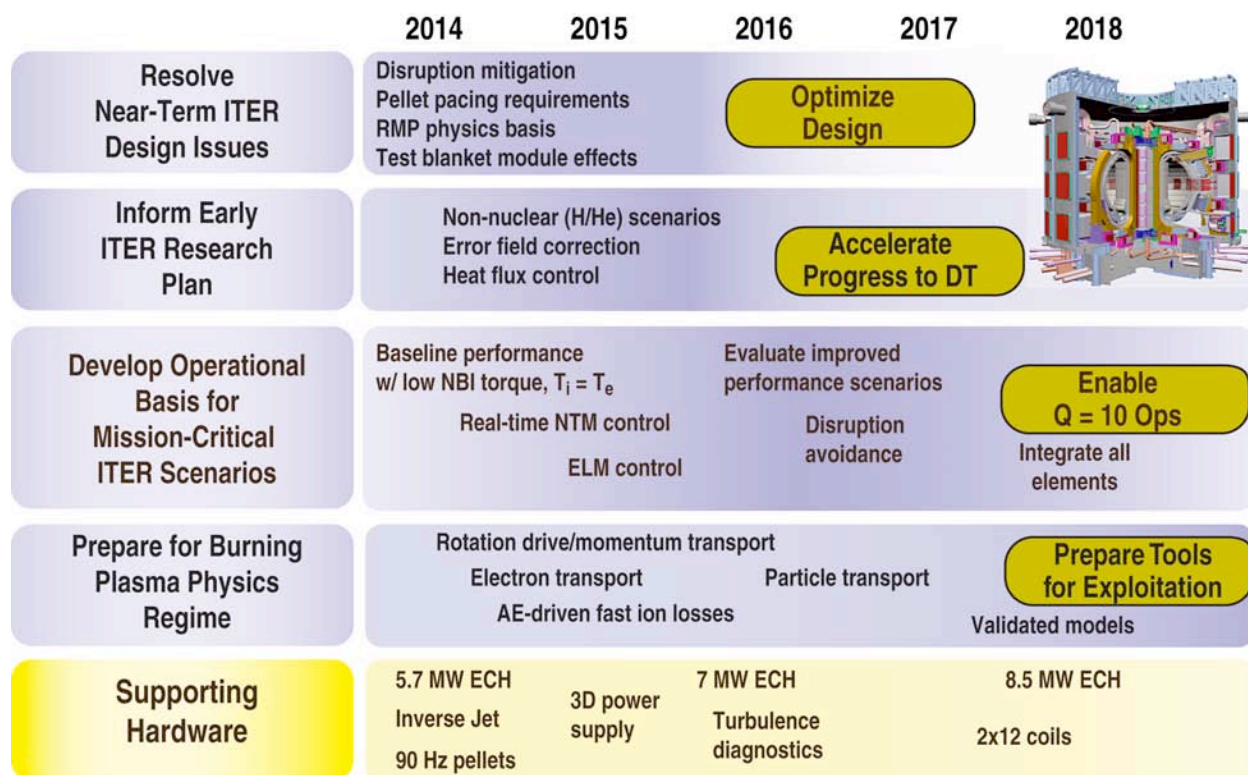 2014 2015 2016 2017 2018
Resolve
Near-Term ITER
Design Issues
Disruption mitigation
Pellet pacing requirements
RMP physics basis
Test blanket module effects
Optimize
Design
Inform Early
ITER Research
Plan
Non-nuclear (H/He) scenarios
Error field correction
Heat flux control
Accelerate
Progress to DT
Develop Operational
Basis for
Mission-Critical
ITER Scenarios
Baseline performance
w/ low NBI torque, Ti = Te
Real-time NTM control
ELM control
Evaluate improved
performance scenarios
Disruption
avoidance
Enable
Q = 10 Ops
Integrate all
elements
Prepare for Burning
Plasma Physics
Regime
Rotation drive/momentum transport
Electron transport
Particle transport
AE-driven fast ion losses
Prepare Tools
for Exploitation
Validated models
Supporting
Hardware
5.7 MW ECH
Inverse Jet
90 Hz pellets
3D power
supply
7 MW ECH
Turbulence
diagnostics
8.5 MW ECH
2x12 coils